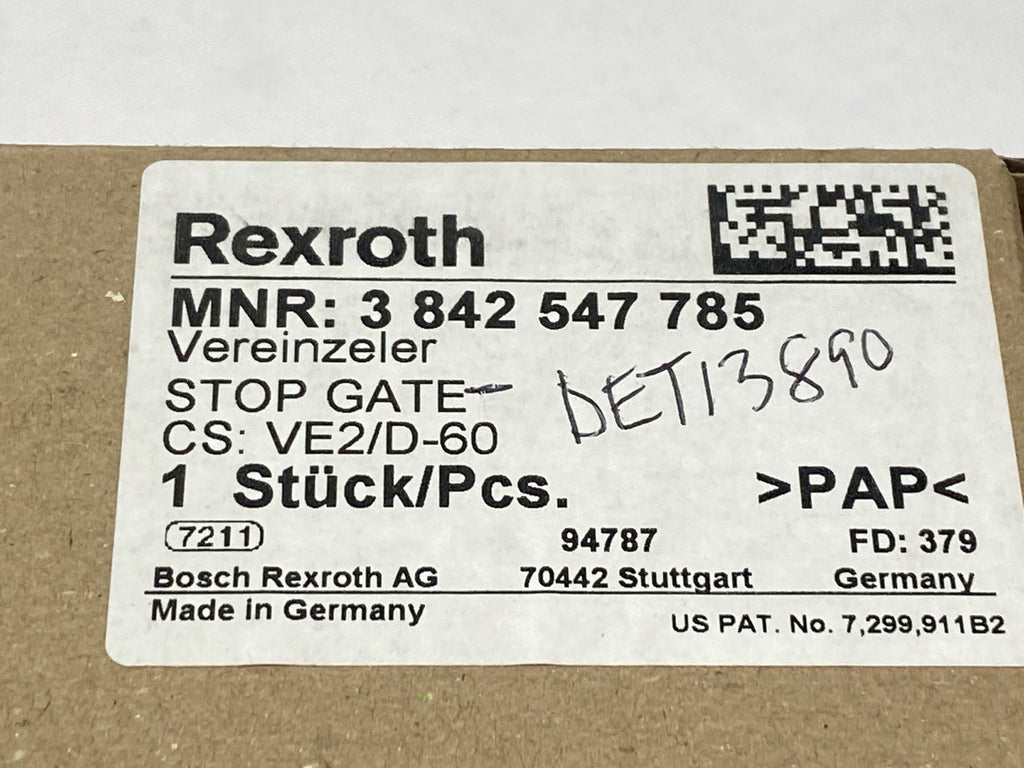 Rexroth
MNR: 3 842 547 785
Vereinzeler
STOP GATE- DET13890
CS: VE2/D-60
1 Stück/Pcs. >PAP<
7211 94787 FD: 379
Bosch Rexroth AG 70442 Stuttgart Germany
Made in Germany US PAT. No. 7,299,911B2